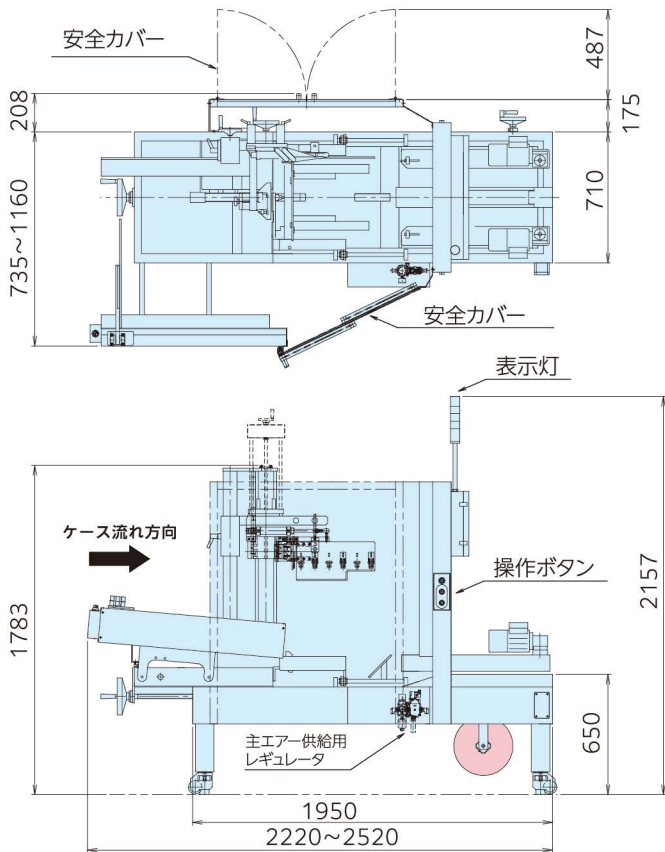 安全カバー
487
208
175
710
735~1160
安全カバー
表示灯
ケース流れ方向
操作ボタン
2157
1783
主エアー供給用
レギュレータ
650
1950
2220~2520